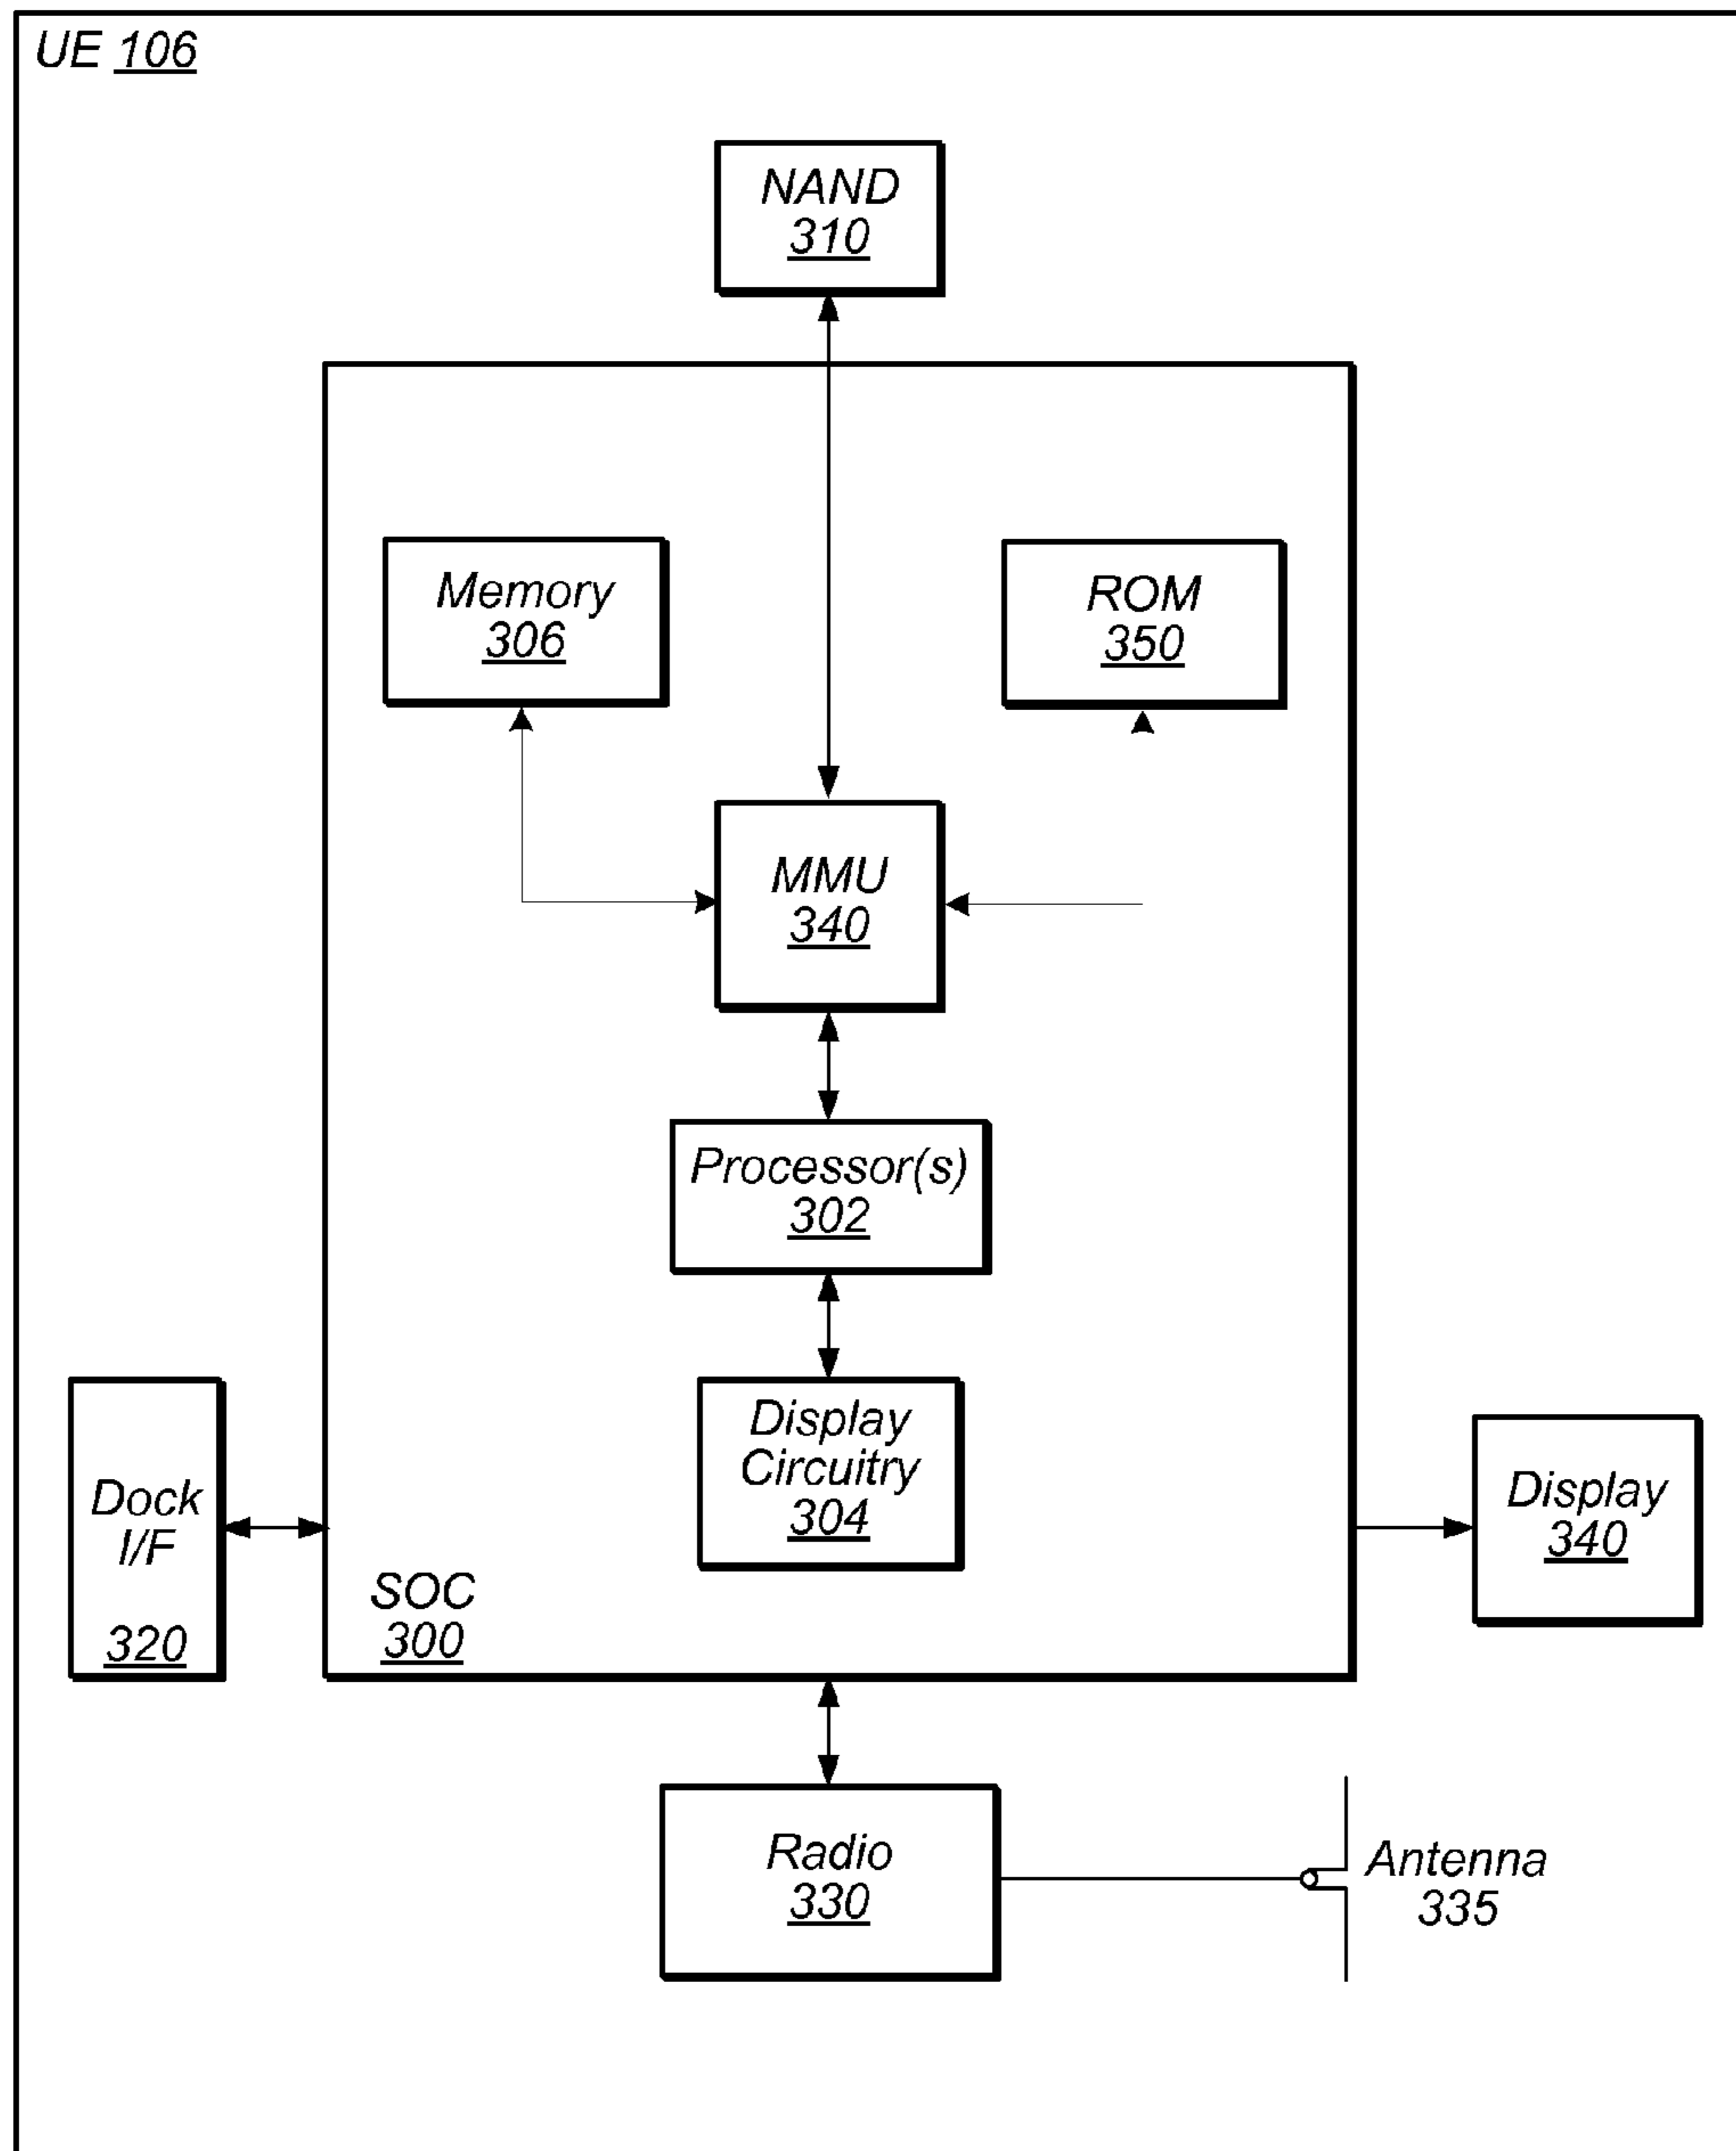 UE 106
NAND
310
Memory
306
ROM
350
MMU
340
Processor(s)
302
Display
Circuitry
304
Dock
I/F
320
SOC
300
Display
340
Radio
330
Antenna
335